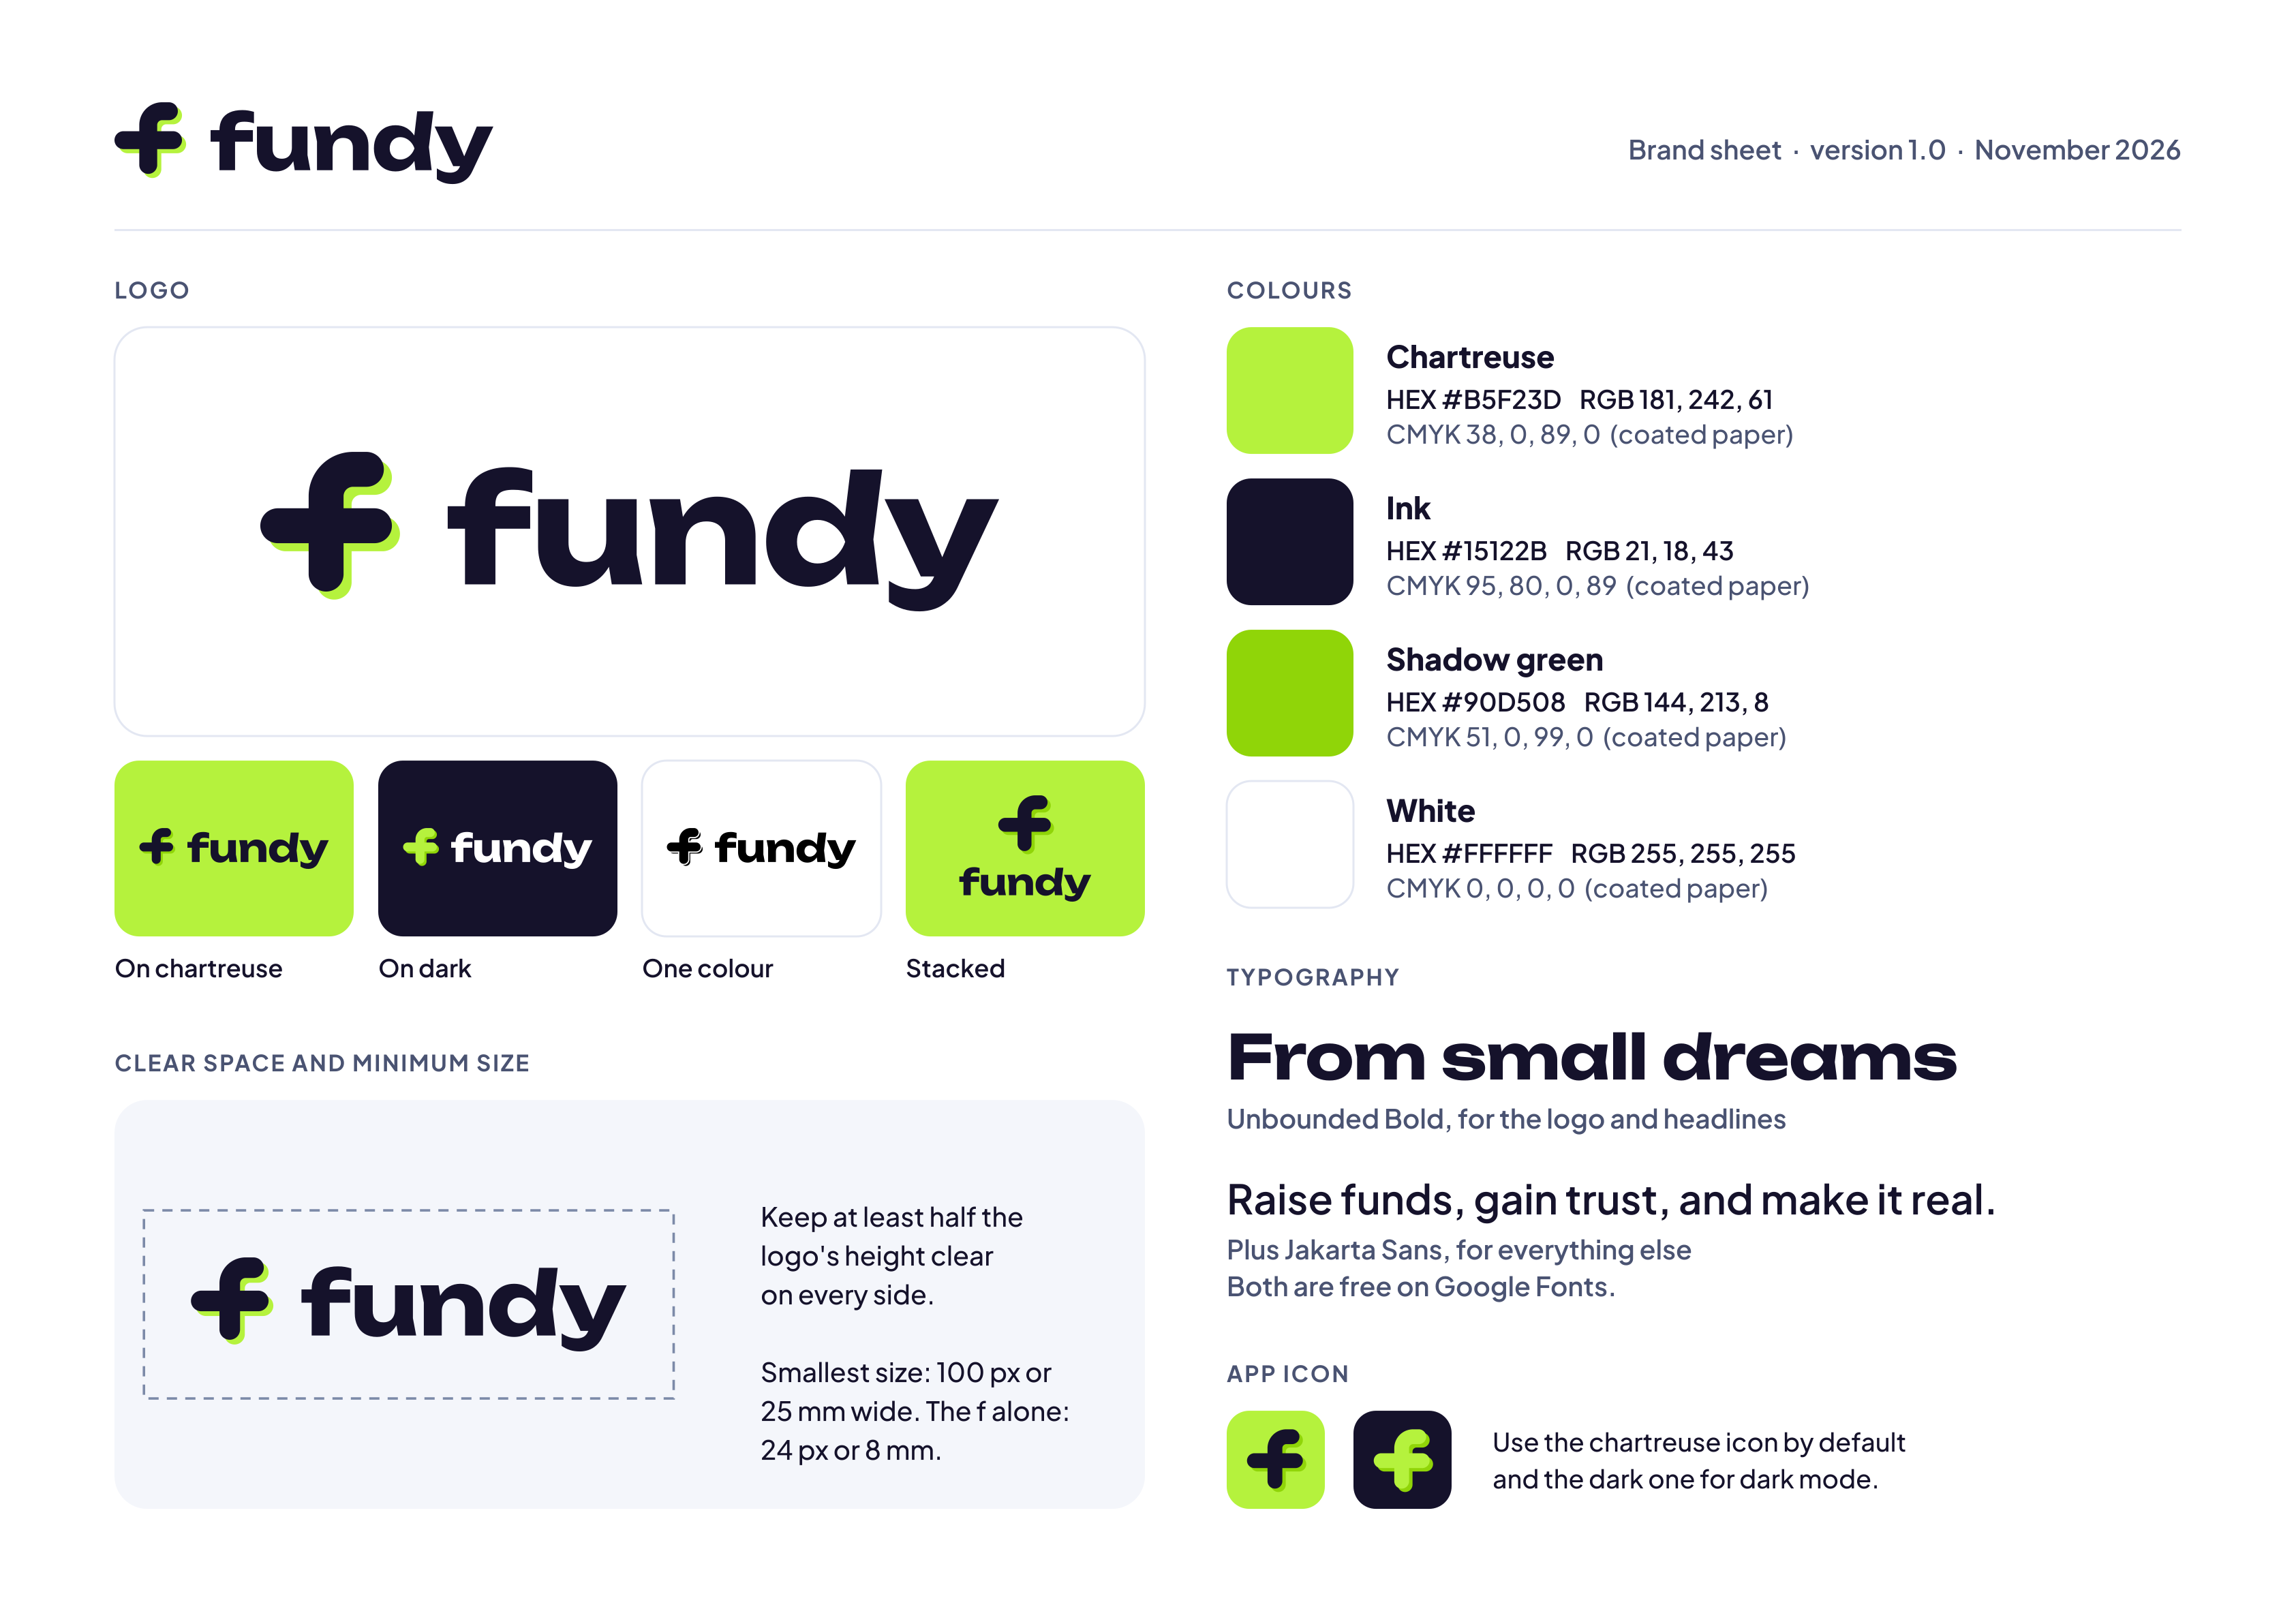 fundy
Brand sheet · version 1.0 · November 2026
LOGO
fundy
fundy
fundy
fundy
fundy
On chartreuse
On dark
One colour
Stacked
CLEAR SPACE AND MINIMUM SIZE
fundy
Keep at least half the
logo's height clear
on every side.
Smallest size: 100 px or
25 mm wide. The f alone:
24 px or 8 mm.
COLOURS
Chartreuse
HEX #B5F23D RGB 181, 242, 61
CMYK 38, 0, 89, 0 (coated paper)
Ink
HEX #15122B RGB 21, 18, 43
CMYK 95, 80, 0, 89 (coated paper)
Shadow green
HEX #90D508 RGB 144, 213, 8
CMYK 51, 0, 99, 0 (coated paper)
White
HEX #FFFFFF RGB 255, 255, 255
CMYK 0, 0, 0, 0 (coated paper)
TYPOGRAPHY
From small dreams
Unbounded Bold, for the logo and headlines
Raise funds, gain trust, and make it real.
Plus Jakarta Sans, for everything else
Both are free on Google Fonts.
APP ICON
Use the chartreuse icon by default
and the dark one for dark mode.